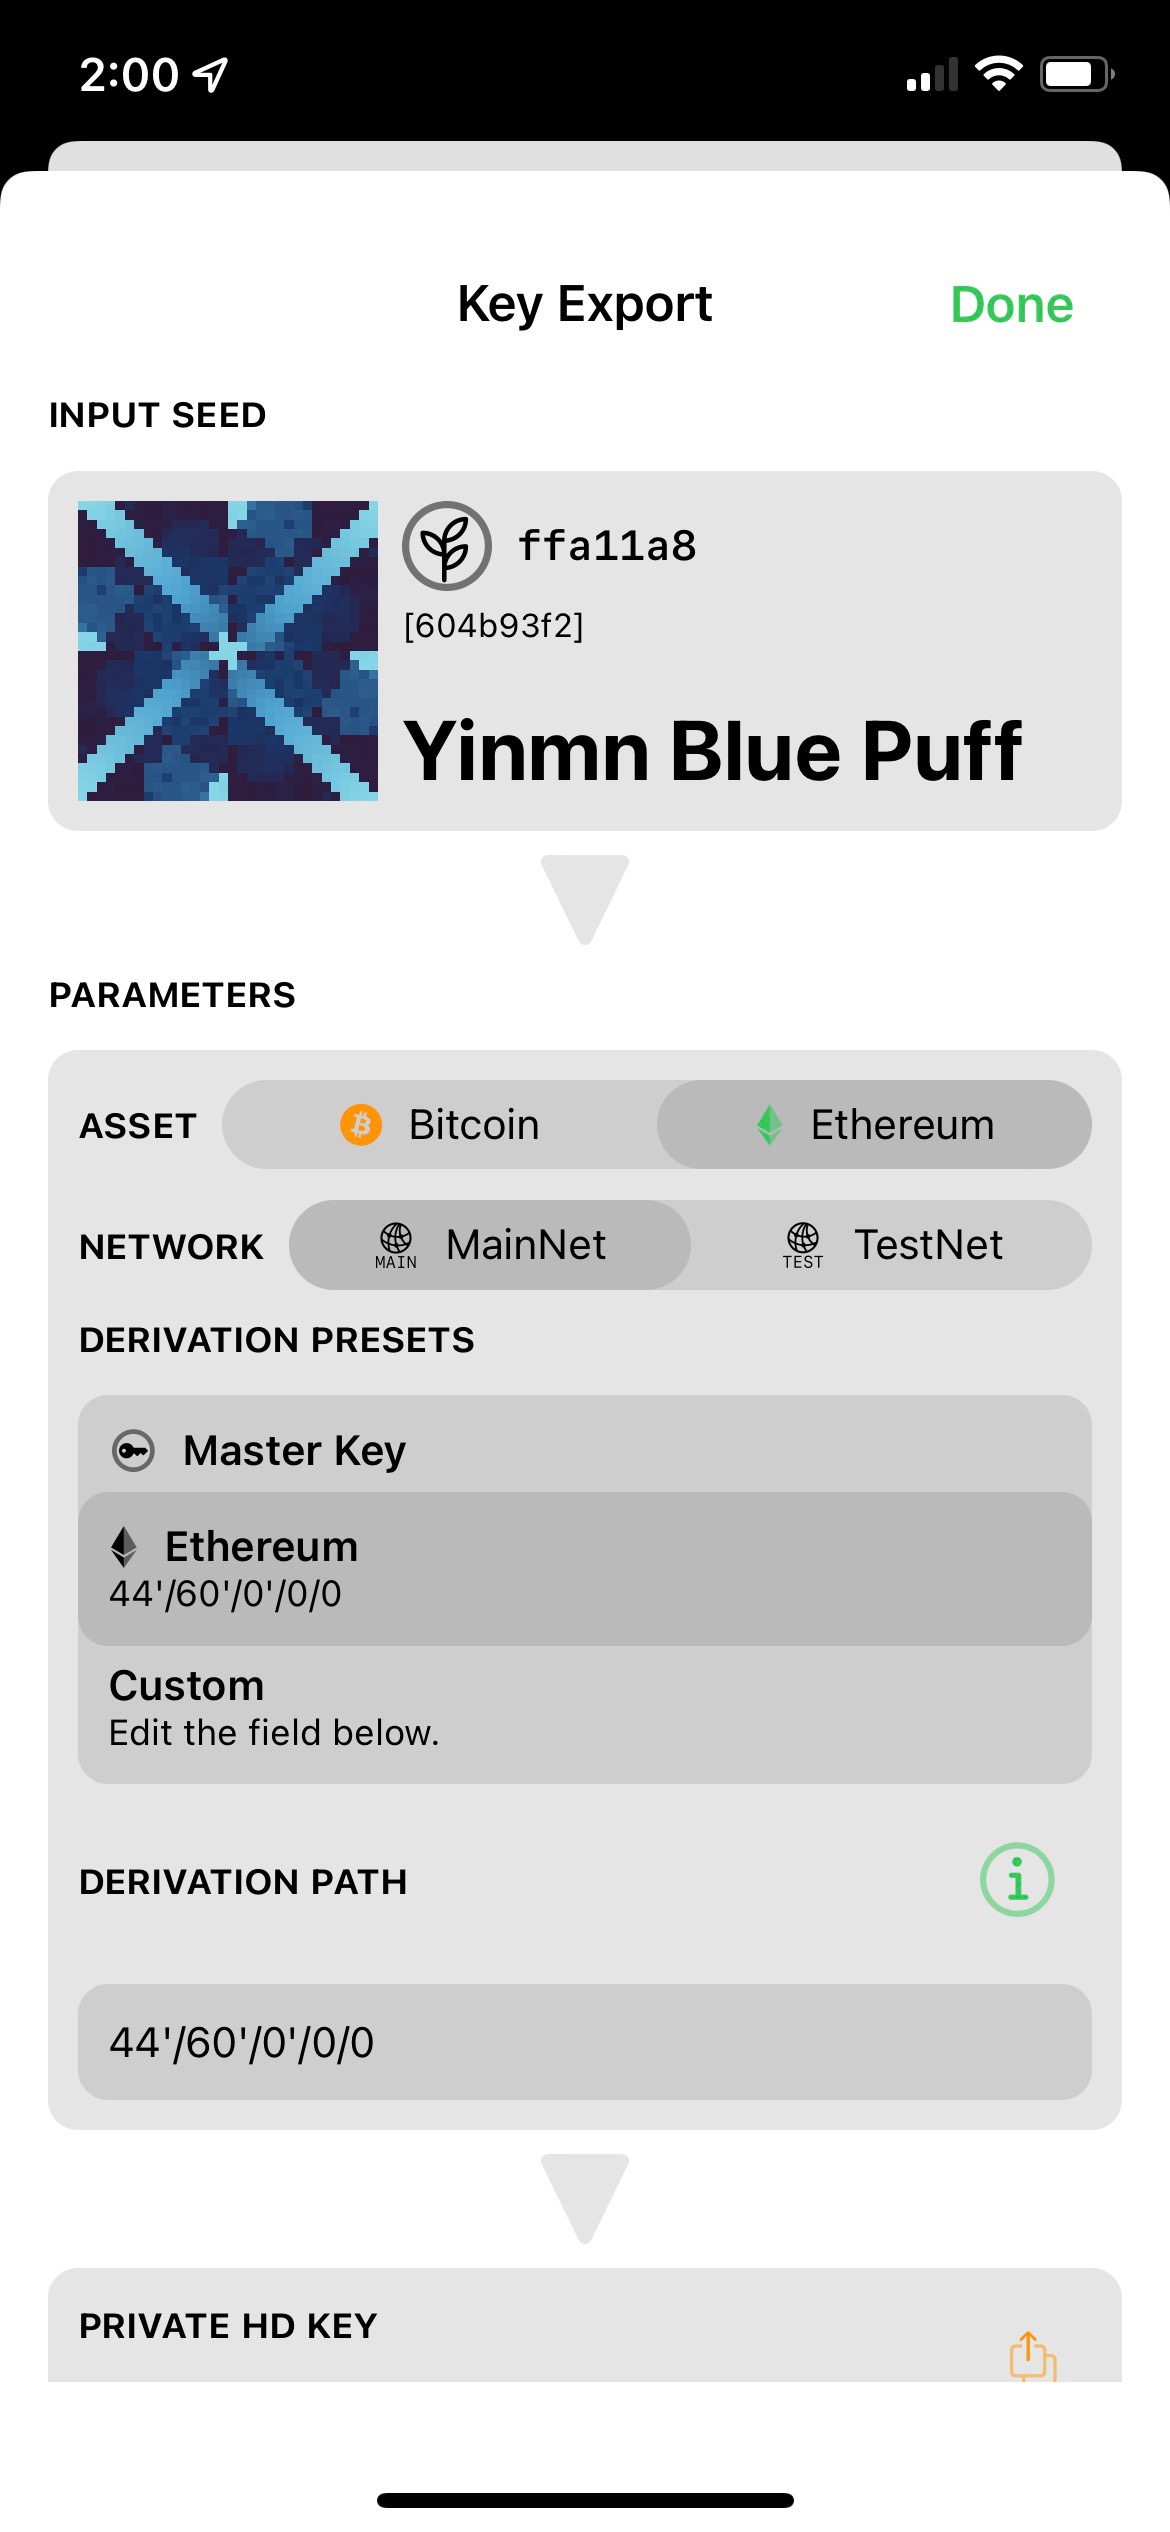 2:00
Key Export
Done
INPUT SEED
ffa11a8
[604b93f2]
Yinmn Blue Puff
PARAMETERS
ASSET
Bitcoin
Ethereum
NETWORK
MAIN
MainNet
TEST
TestNet
DERIVATION PRESETS
Master Key
Ethereum
44'/60'/0'/0/0
Custom
Edit the field below.
DERIVATION PATH
44'/60'/0'/0/0
PRIVATE HD KEY